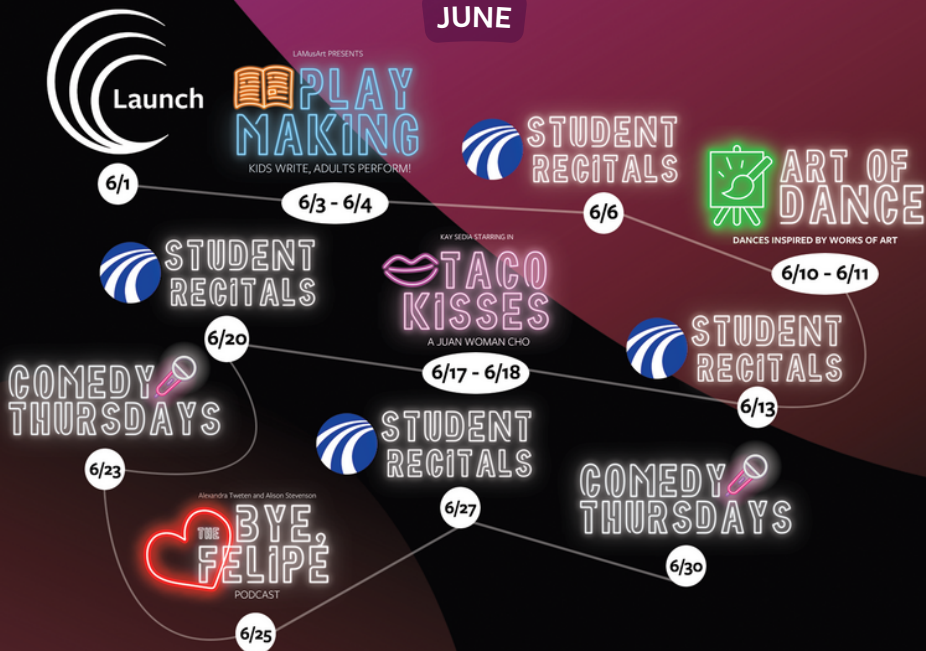 JUNE
Launch
6/1
LAMusArt PRESENTS
PLAY
MAKING
KIDS WRITE, ADULTS PERFORM!
6/3 - 6/4
STUDENT
RECITALS
6/6
ART OF
DANCE
DANCES INSPIRED BY WORKS OF ART
6/10 - 6/11
STUDENT
RECITALS
6/13
KAY SEDIA STARRING IN
TACO
KISSES
A JUAN WOMAN CHO
6/17 - 6/18
STUDENT
RECITALS
6/20
COMEDY
THURSDAYS
6/23
Alexandra Tweten and Alison Stevenson
THE BYE,
FELIPE
PODCAST
6/25
STUDENT
RECITALS
6/27
COMEDY
THURSDAYS
6/30